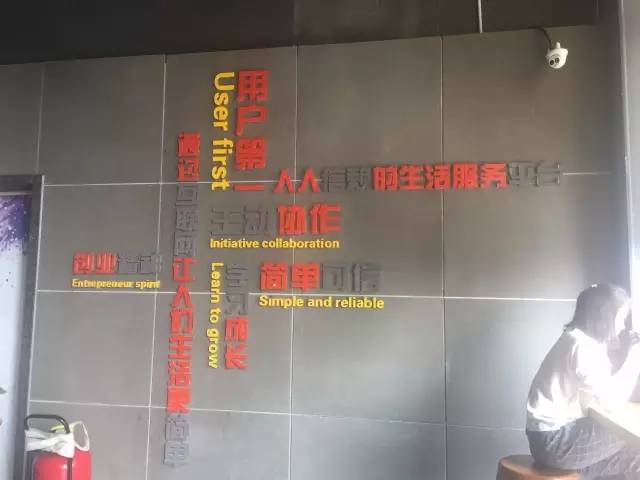 用户第一
User first
人人信赖的生活服务平台
通过互联网让人们生活更简单
主动协作
Initiative collaboration
创业精神
Entrepreneur spirit
学习成长
Learn to grow
简单可信
Simple and reliable